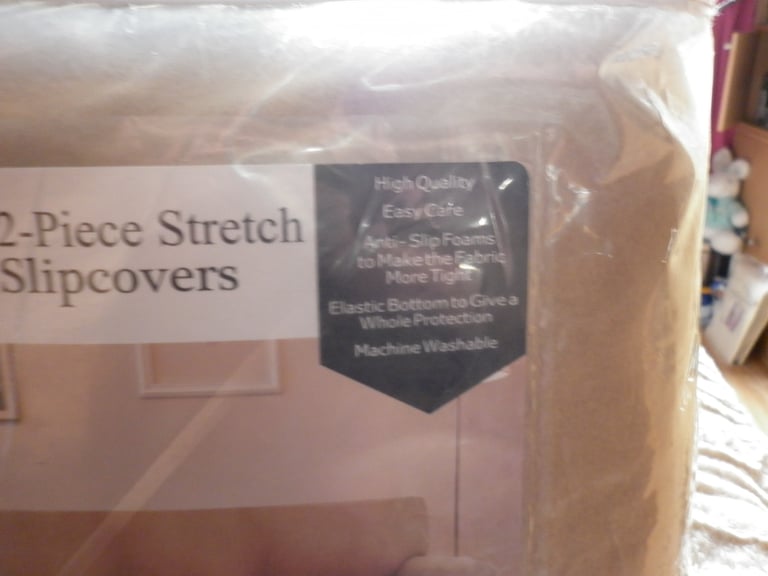 2-Piece Stretch
Slipcovers
High Quality
Easy Care
Anti-Slip Foams
to Make the Fabric
More Tight
Elastic Bottom to Give a
Whole Protection
Machine Washable